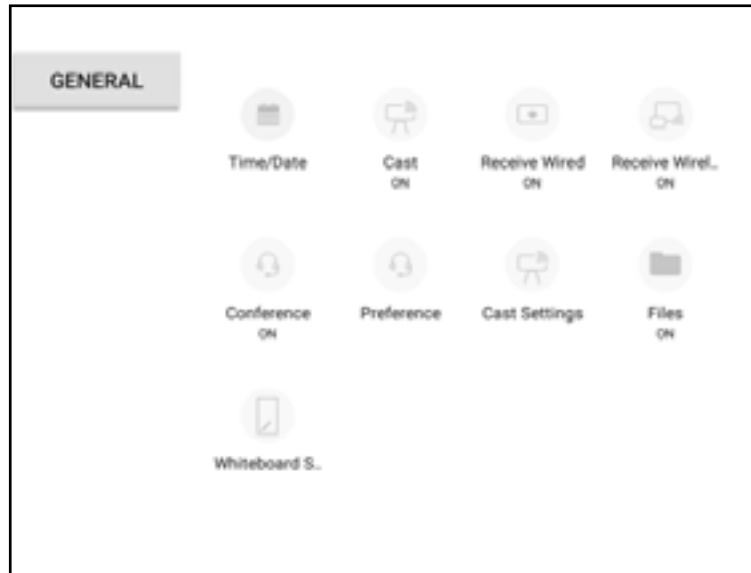 GENERAL
Time/Date
Cast
ON
Receive Wired
ON
Receive Wirel..
ON
Conference
ON
Preference
Cast Settings
Files
ON
Whiteboard S..